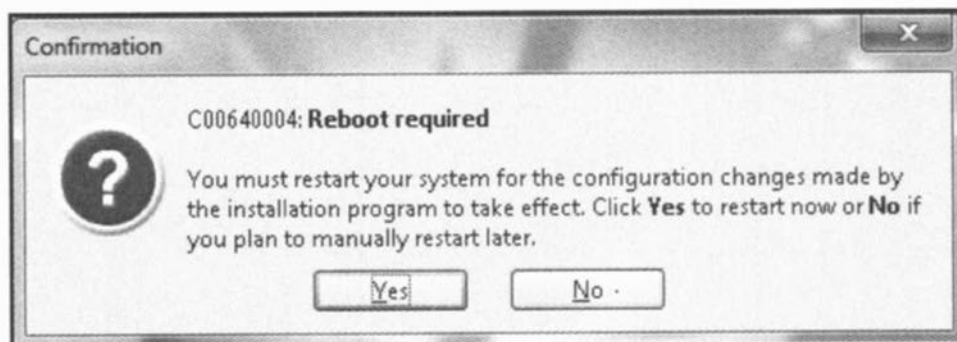 Confirmation
C00640004: Reboot required
You must restart your system for the configuration changes made by
the installation program to take effect. Click Yes to restart now or No if
you plan to manually restart later.
Yes
No